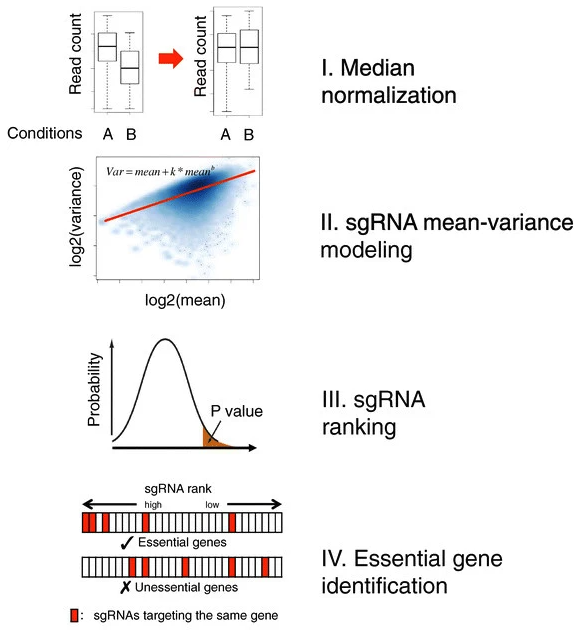 Read count
Read count
I. Median
normalization
Conditions A B A B
log2(variance)
Var = mean + k * mean^b
log2(mean)
II. sgRNA mean-variance
modeling
Probability
P value
III. sgRNA
ranking
sgRNA rank
high low
✓ Essential genes
✗ Unessential genes
IV. Essential gene
identification
: sgRNAs targeting the same gene